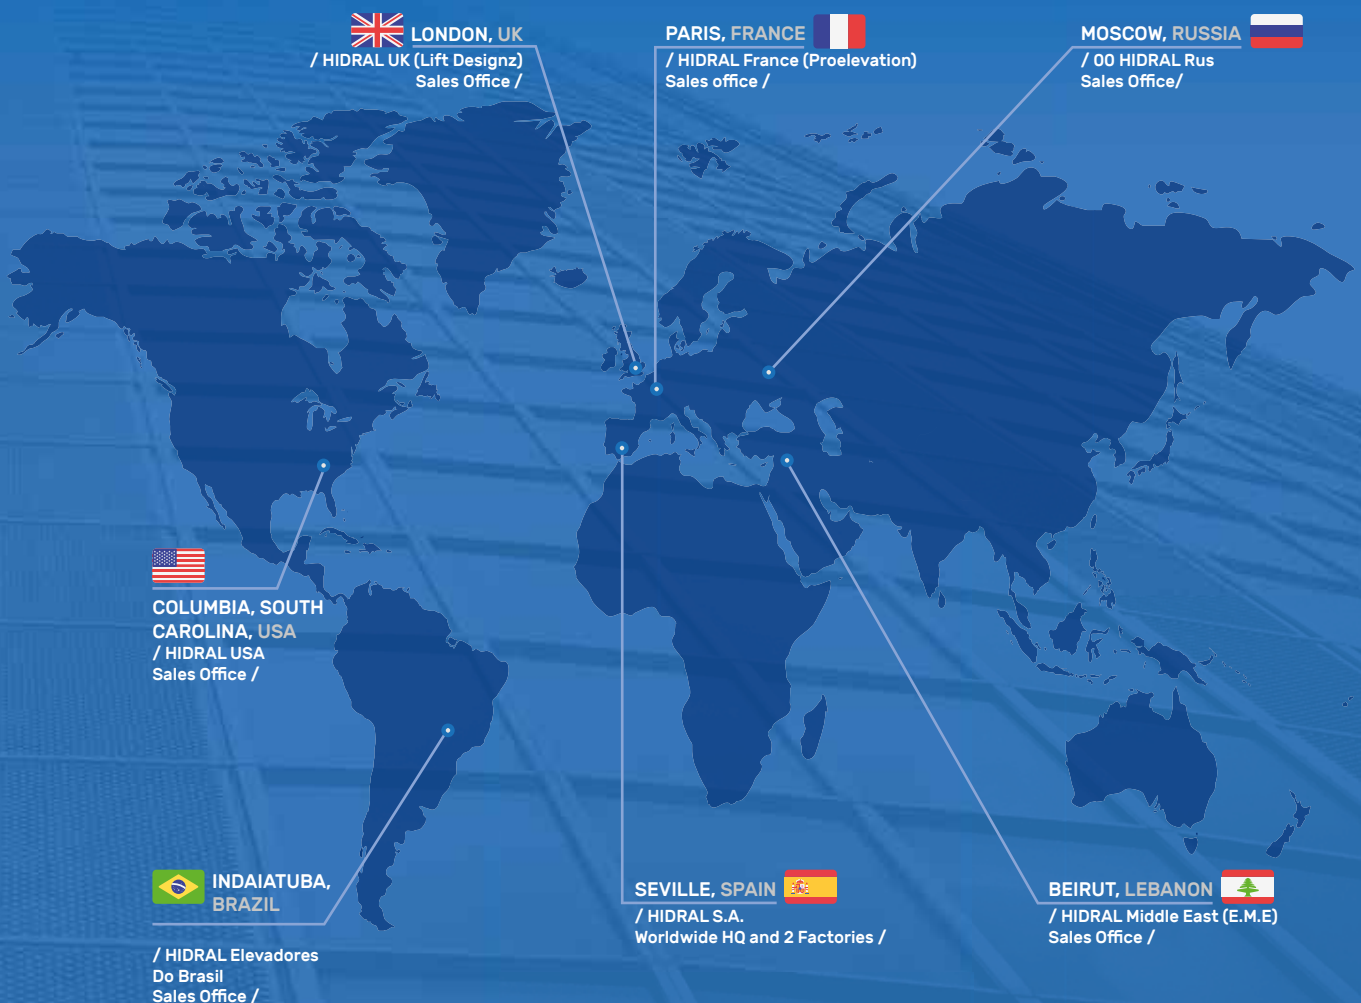 LONDON, UK
/ HIDRAL UK (Lift Designz)
Sales Office /
PARIS, FRANCE
/ HIDRAL France (Proelevation)
Sales office /
MOSCOW, RUSSIA
/ OO HIDRAL Rus
Sales Office/
COLUMBIA, SOUTH
CAROLINA, USA
/ HIDRAL USA
Sales Office /
INDAIATUBA,
BRAZIL
/ HIDRAL Elevadores
Do Brasil
Sales Office /
SEVILLE, SPAIN
/ HIDRAL S.A.
Worldwide HQ and 2 Factories /
BEIRUT, LEBANON
/ HIDRAL Middle East (E.M.E)
Sales Office /